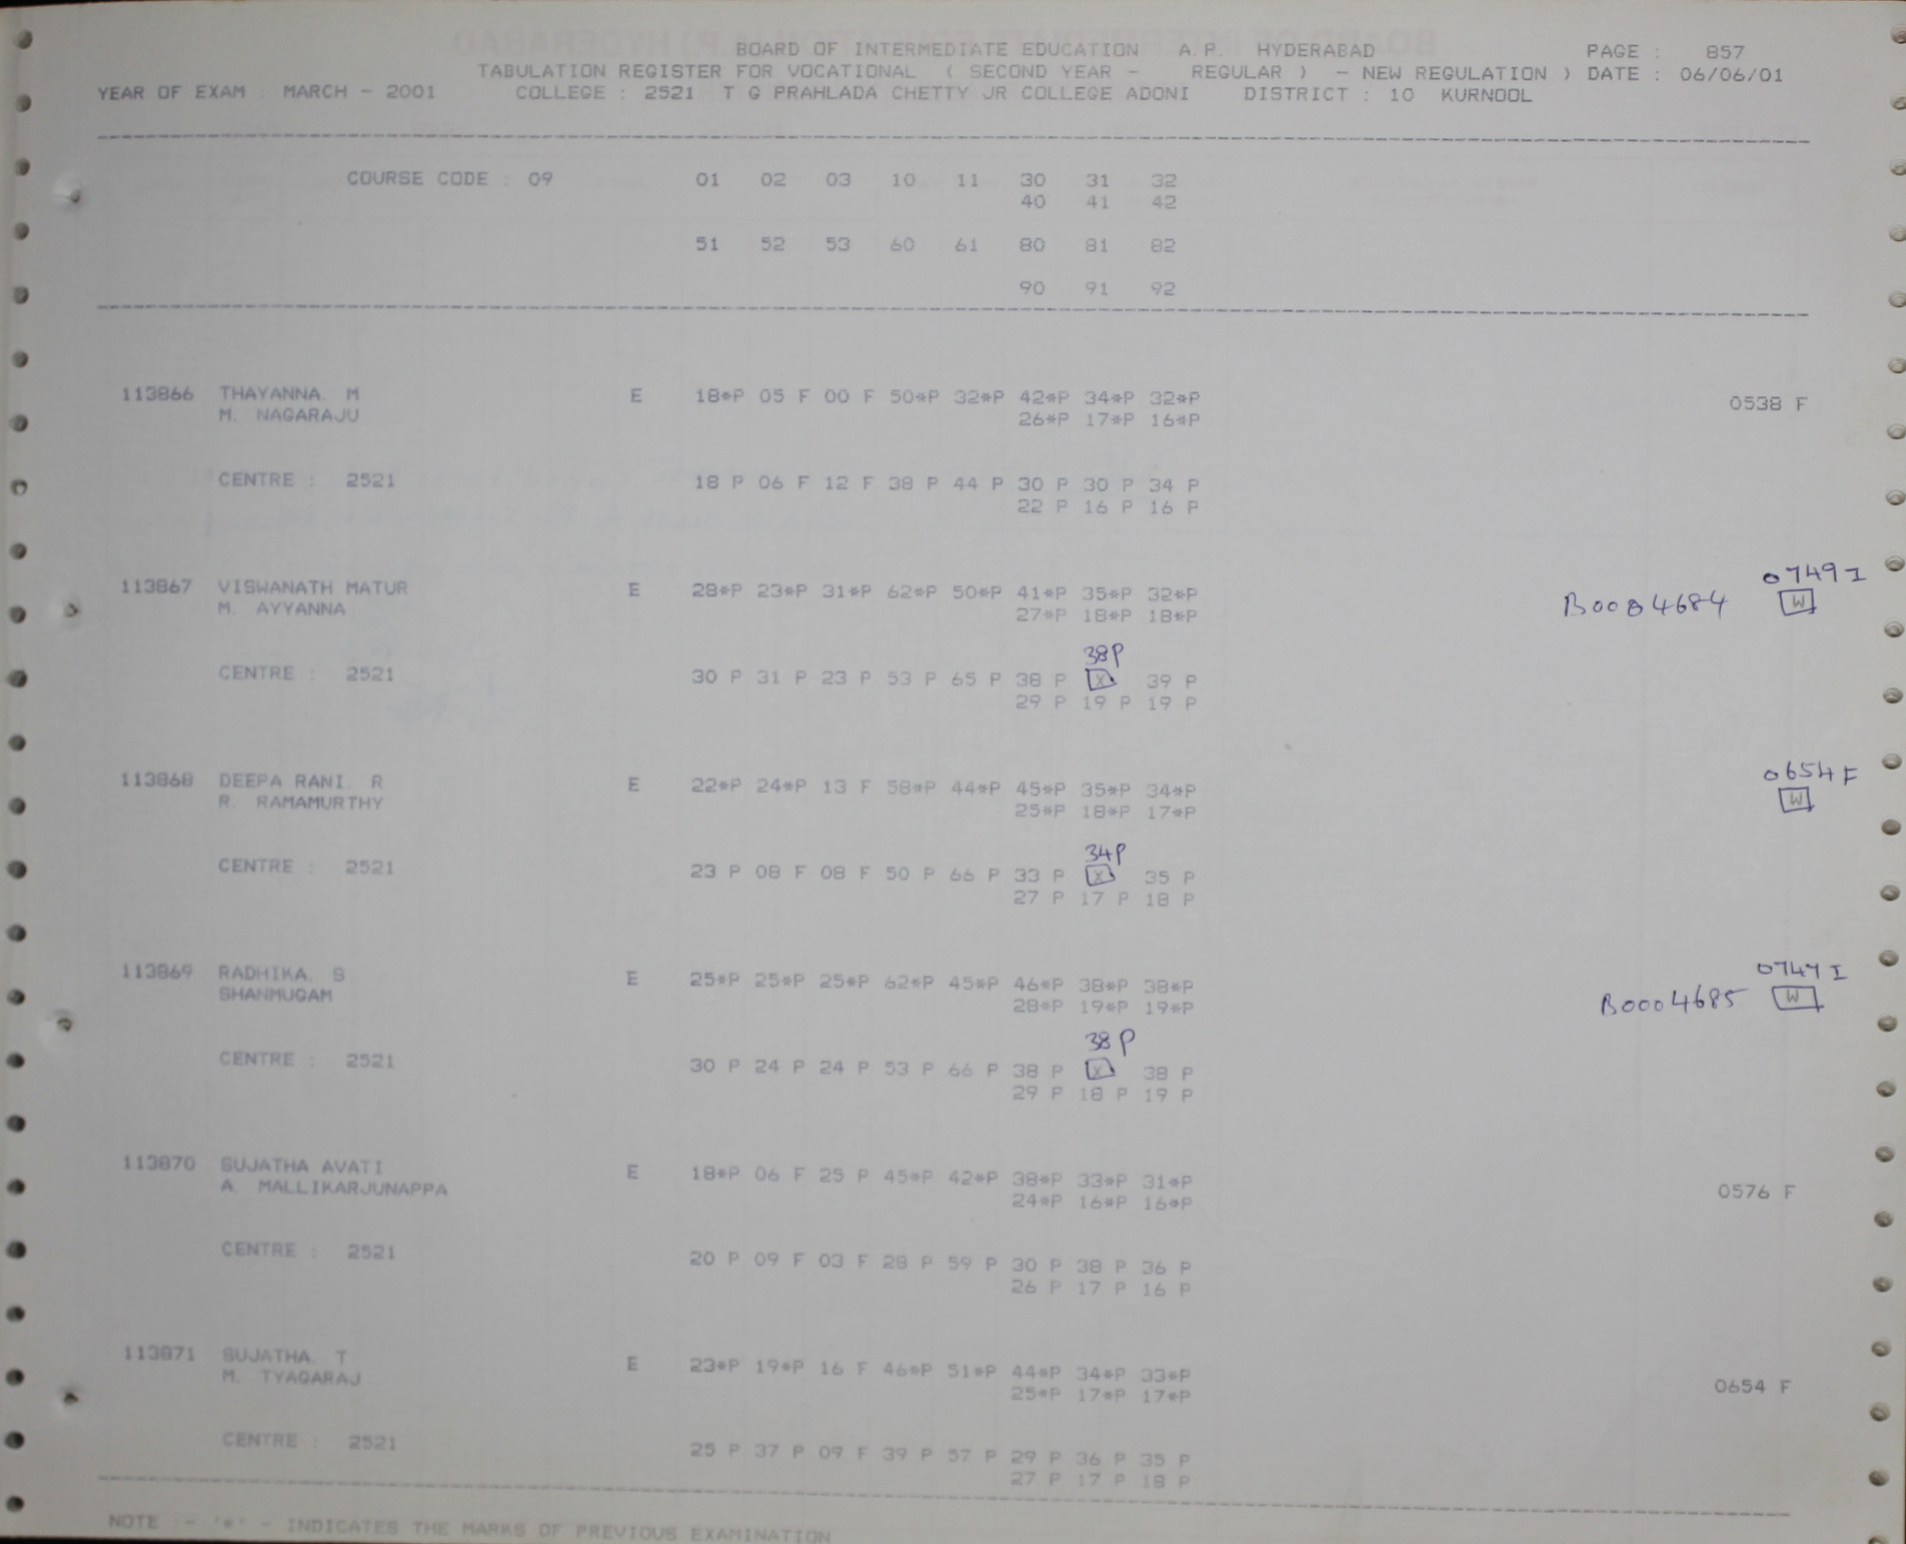 BOARD OF INTERMEDIATE EDUCATION A.P. HYDERABAD PAGE : 857
TABULATION REGISTER FOR VOCATIONAL ( SECOND YEAR - REGULAR ) - NEW REGULATION ) DATE : 06/06/01
YEAR OF EXAM : MARCH - 2001 COLLEGE : 2521 T G PRAHLADA CHETTY JR COLLEGE ADONI DISTRICT : 10 KURNOOL
COURSE CODE : 09 01 02 03 10 11 30 31 32
40 41 42
51 52 53 60 61 80 81 82
90 91 92
113866 THAYANNA. M E 18*P 05 F 00 F 50*P 32*P 42*P 34*P 32*P
M. NAGARAJU 26*P 17*P 16*P 0538 F
CENTRE : 2521 18 P 06 F 12 F 38 P 44 P 30 P 30 P 34 P
22 P 16 P 16 P
0749 I
113867 VISWANATH MATUR E 28*P 23*P 31*P 62*P 50*P 41*P 35*P 32*P
M. AYYANNA 27*P 18*P 18*P B0004684 W
38P
CENTRE : 2521 30 P 31 P 23 P 53 P 65 P 38 P X 39 P
29 P 19 P 19 P
0654 F
113868 DEEPA RANI. R E 22*P 24*P 13 F 58*P 44*P 45*P 35*P 34*P
R. RAMAMURTHY 25*P 18*P 17*P W
34P
CENTRE : 2521 23 P 08 F 08 F 50 P 66 P 33 P X 35 P
27 P 17 P 18 P
0747 I
113869 RADHIKA. S E 25*P 25*P 25*P 62*P 45*P 46*P 38*P 38*P
SHANMUGAM 28*P 19*P 19*P B0004685 W
38P
CENTRE : 2521 30 P 24 P 24 P 53 P 66 P 38 P X 38 P
29 P 18 P 19 P
113870 SUJATHA AVATI E 18*P 06 F 25 P 45*P 42*P 38*P 33*P 31*P
A. MALLIKARJUNAPPA 24*P 16*P 16*P 0576 F
CENTRE : 2521 20 P 09 F 03 F 28 P 59 P 30 P 38 P 36 P
26 P 17 P 16 P
113871 SUJATHA. T E 23*P 19*P 16 F 46*P 51*P 44*P 34*P 33*P
M. TYAGARAJ 25*P 17*P 17*P 0654 F
CENTRE : 2521 25 P 37 P 09 F 39 P 57 P 29 P 36 P 35 P
27 P 17 P 18 P
NOTE :- '*' - INDICATES THE MARKS OF PREVIOUS EXAMINATION